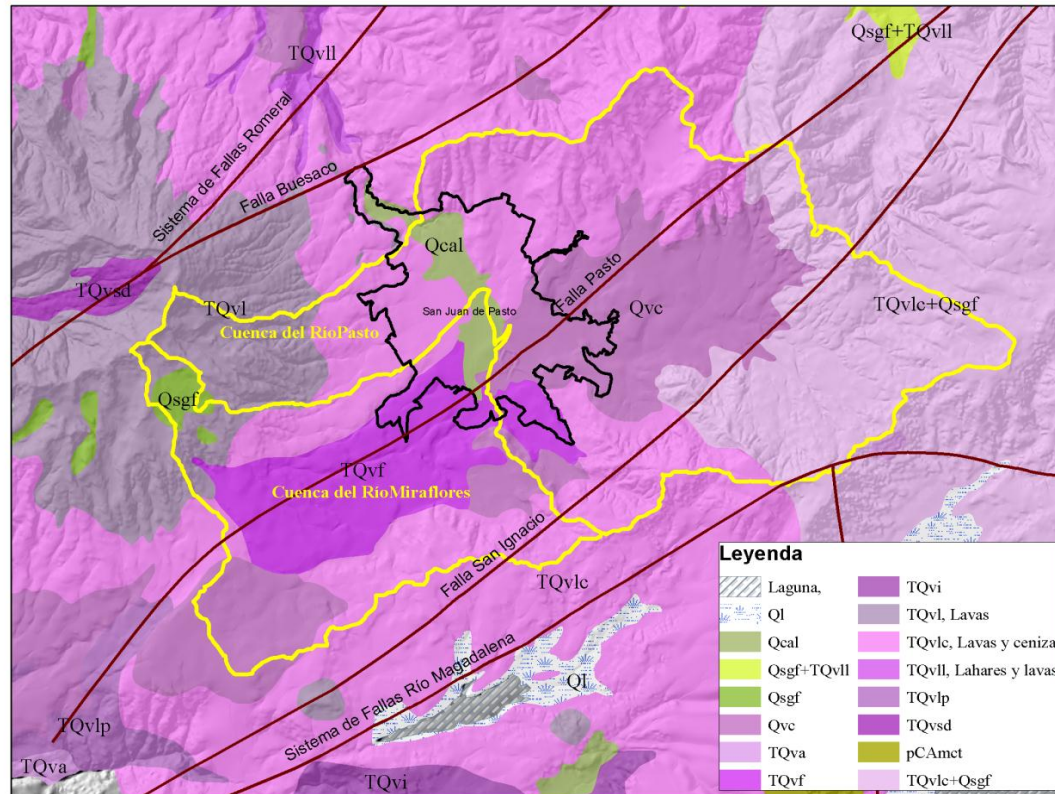 TQvll
Qsgf+TQvll
Sistema de Fallas Romeral
Falla Buesaco
Qcal
TQvsd
TQvl
San Juan de Pasto
Falla Pasto
Qvc
TQvlc+Qsgf
Cuenca del RíoPasto
Qsgf
TQvf
Cuenca del RíoMiraflores
Falla San Ignacio
TQvlc
Sistema de Fallas Río Magadalena
Ql
TQvlp
TQva
TQvi
Leyenda
Laguna,
Ql
Qcal
Qsgf+TQvll
Qsgf
Qvc
TQva
TQvf
TQvi
TQvl, Lavas
TQvlc, Lavas y ceniza
TQvll, Lahares y lavas
TQvlp
TQvsd
pCAmct
TQvlc+Qsgf